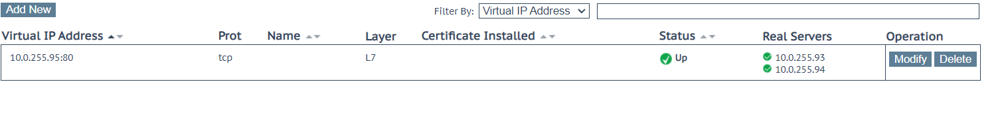 Add New Filter By: Virtual IP Address
Virtual IP Address Prot Name Layer Certificate Installed Status Real Servers Operation
10.0.255.95:80 tcp L7 Up 10.0.255.93 Modify Delete
10.0.255.94